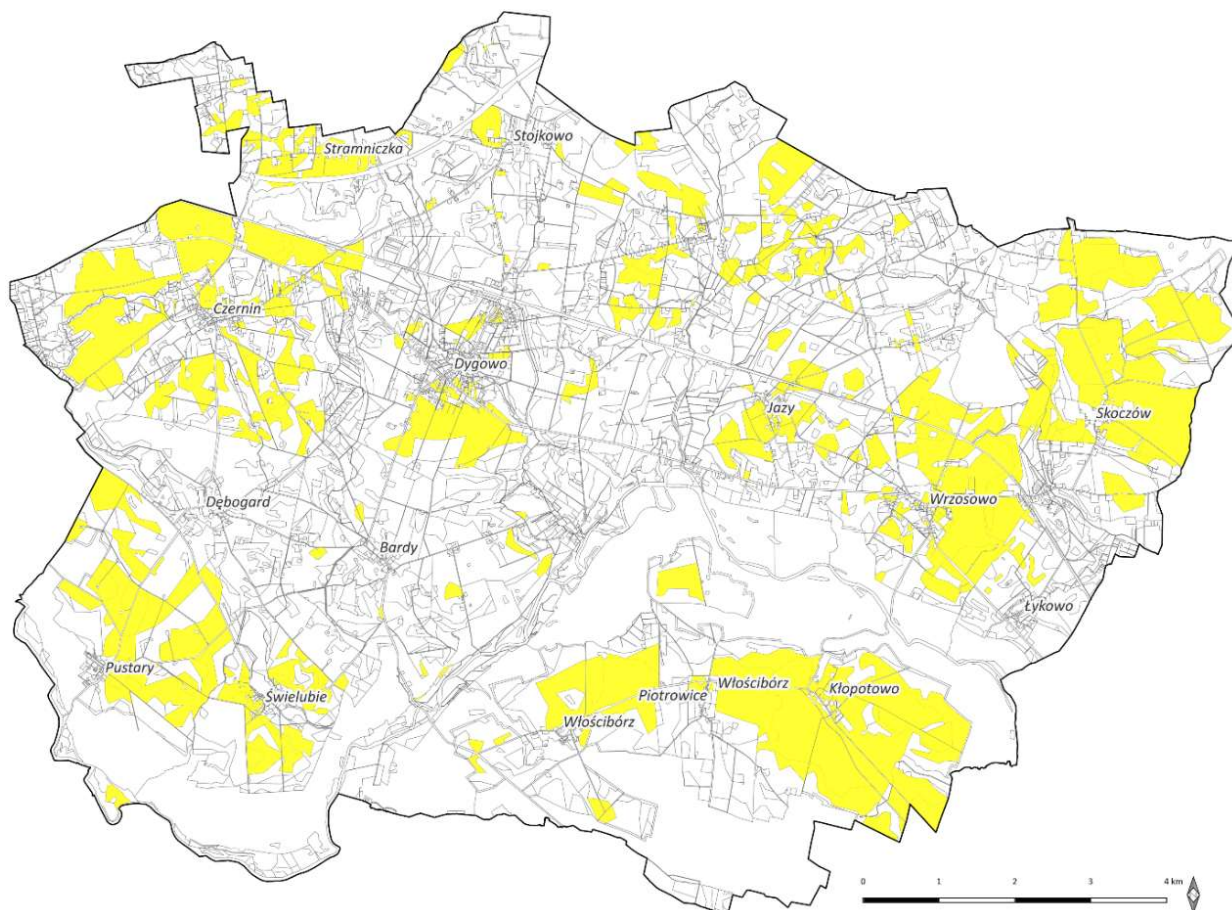 Stojkowo
Stramniczka
Czernin
Dygowo
Jazy
Skoczów
Dębogard
Wrzosowo
Bardy
Łykowo
Pustary
Świelubie
Piotrowice
Włościbórz
Kłopotowo
Włościbórz
0 1 2 3 4 km